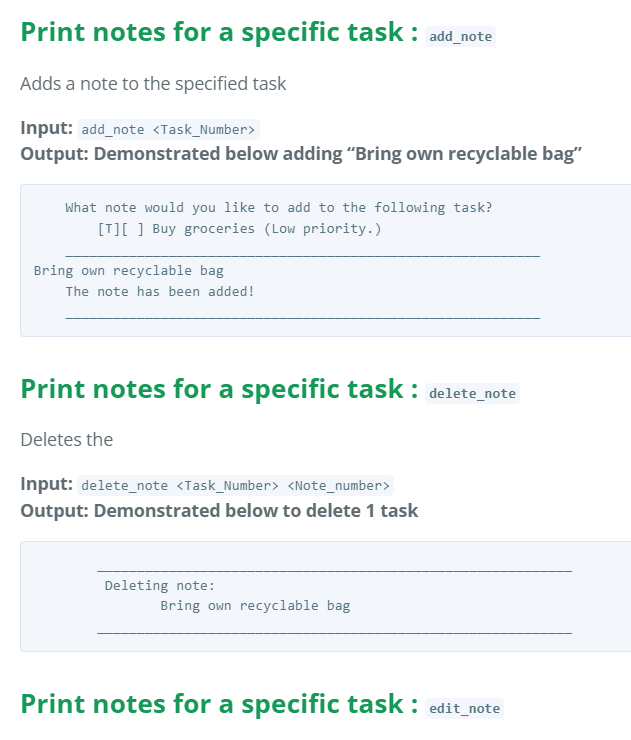 Print notes for a specific task : add_note
Adds a note to the specified task
Input: add_note <Task_Number>
Output: Demonstrated below adding “Bring own recyclable bag”
What note would you like to add to the following task?
[T][ ] Buy groceries (Low priority.)
____________________________________________________________
Bring own recyclable bag
The note has been added!
____________________________________________________________
Print notes for a specific task : delete_note
Deletes the
Input: delete_note <Task_Number> <Note_number>
Output: Demonstrated below to delete 1 task
____________________________________________________________
Deleting note:
Bring own recyclable bag
____________________________________________________________
Print notes for a specific task : edit_note